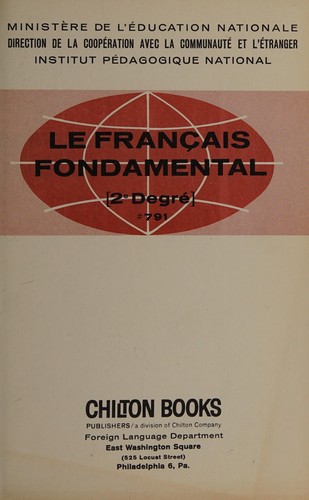 MINISTÈRE DE L'ÉDUCATION NATIONALE
DIRECTION DE LA COOPÉRATION AVEC LA COMMUNAUTÉ ET L'ÉTRANGER
INSTITUT PÉDAGOGIQUE NATIONAL
LE FRANÇAIS
FONDAMENTAL
[2e Degré]
#791
CHILTON BOOKS
PUBLISHERS / a division of Chilton Company
Foreign Language Department
East Washington Square
(525 Locust Street)
Philadelphia 6, Pa.